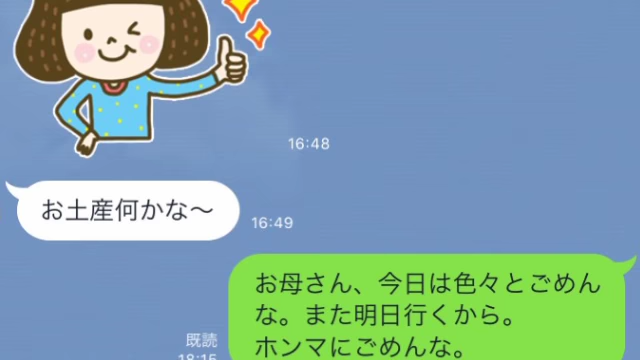 16:48
お土産何かな〜
16:49
お母さん、今日は色々とごめん
な。また明日行くから。
ホンマにごめんな。
既読
18:15